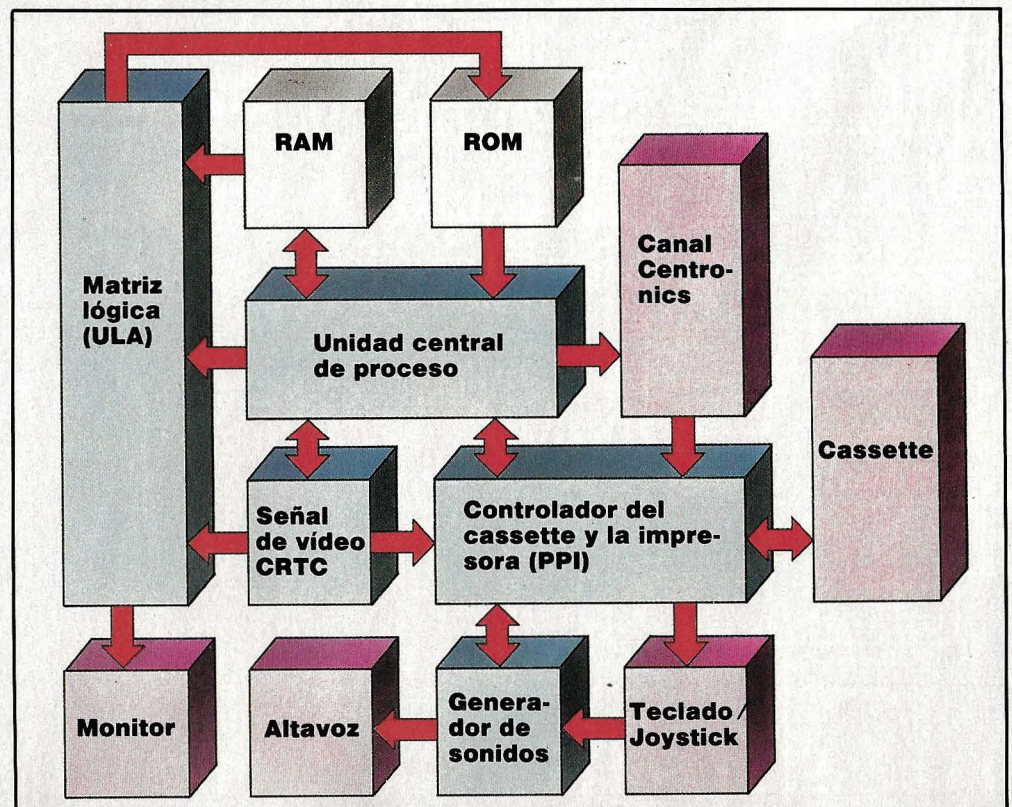 RAM
ROM
Matriz
lógica
(ULA)
Canal
Centro-
nics
Unidad central
de proceso
Cassette
Señal
de vídeo
CRTC
Controlador del
cassette y la impre-
sora (PPI)
Monitor
Altavoz
Genera-
dor de
sonidos
Teclado/
Joystick